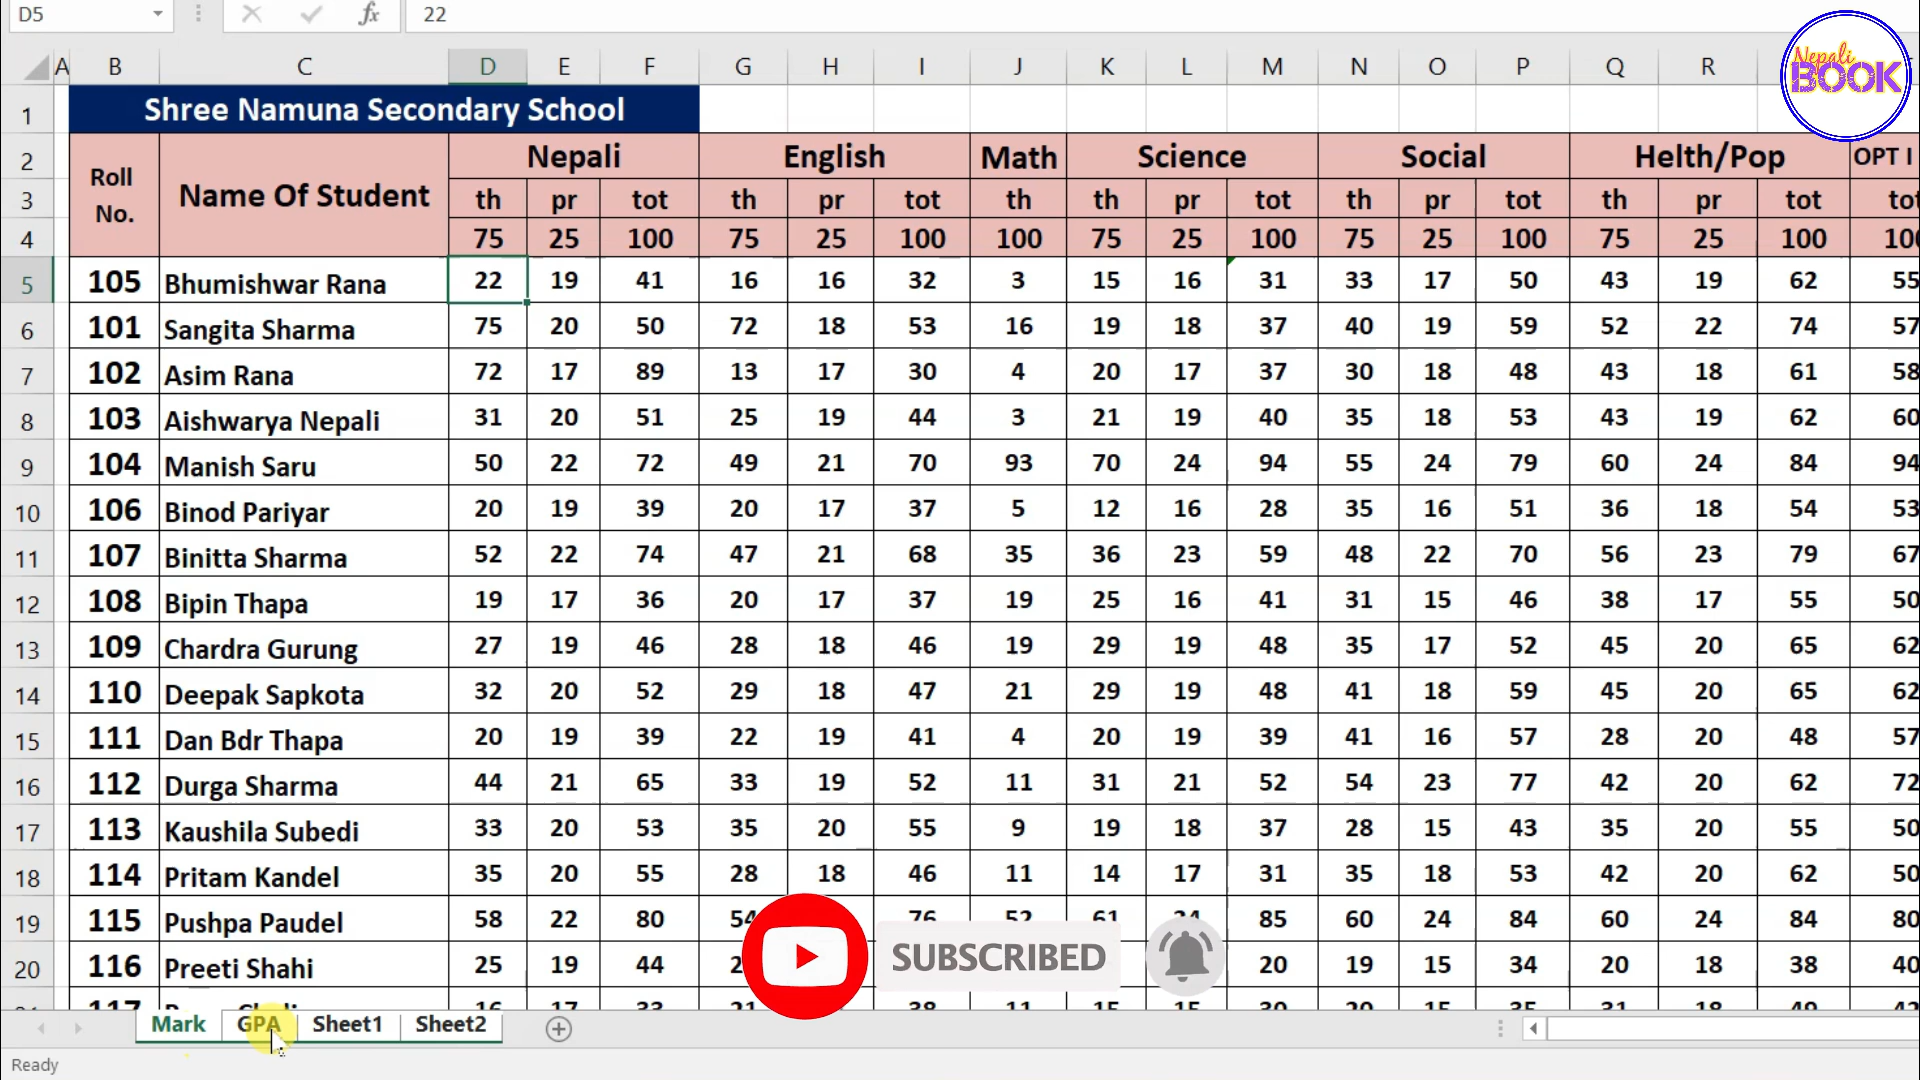 D5 fx 22
Nepali
BOOK
A B C D E F G H I J K L M N O P Q R
1 Shree Namuna Secondary School
2 Roll No. Name Of Student Nepali English Math Science Social Helth/Pop OPT I
3 th pr tot th pr tot th th pr tot th pr tot th pr tot
4 75 25 100 75 25 100 100 75 25 100 75 25 100 75 25 100
5 105 Bhumishwar Rana 22 19 41 16 16 32 3 15 16 31 33 17 50 43 19 62 55
6 101 Sangita Sharma 75 20 50 72 18 53 16 19 18 37 40 19 59 52 22 74 57
7 102 Asim Rana 72 17 89 13 17 30 4 20 17 37 30 18 48 43 18 61 58
8 103 Aishwarya Nepali 31 20 51 25 19 44 3 21 19 40 35 18 53 43 19 62 60
9 104 Manish Saru 50 22 72 49 21 70 93 70 24 94 55 24 79 60 24 84 94
10 106 Binod Pariyar 20 19 39 20 17 37 5 12 16 28 35 16 51 36 18 54 53
11 107 Binitta Sharma 52 22 74 47 21 68 35 36 23 59 48 22 70 56 23 79 67
12 108 Bipin Thapa 19 17 36 20 17 37 19 25 16 41 31 15 46 38 17 55 50
13 109 Chardra Gurung 27 19 46 28 18 46 19 29 19 48 35 17 52 45 20 65 62
14 110 Deepak Sapkota 32 20 52 29 18 47 21 29 19 48 41 18 59 45 20 65 62
15 111 Dan Bdr Thapa 20 19 39 22 19 41 4 20 19 39 41 16 57 28 20 48 57
16 112 Durga Sharma 44 21 65 33 19 52 11 31 21 52 54 23 77 42 20 62 72
17 113 Kaushila Subedi 33 20 53 35 20 55 9 19 18 37 28 15 43 35 20 55 50
18 114 Pritam Kandel 35 20 55 28 18 46 11 14 17 31 35 18 53 42 20 62 50
19 115 Pushpa Paudel 58 22 80 54 76 52 61 24 85 60 24 84 60 24 84 80
20 116 Preeti Shahi 25 19 44 20 19 15 34 20 18 38 40
SUBSCRIBED
Mark GPA Sheet1 Sheet2
Ready